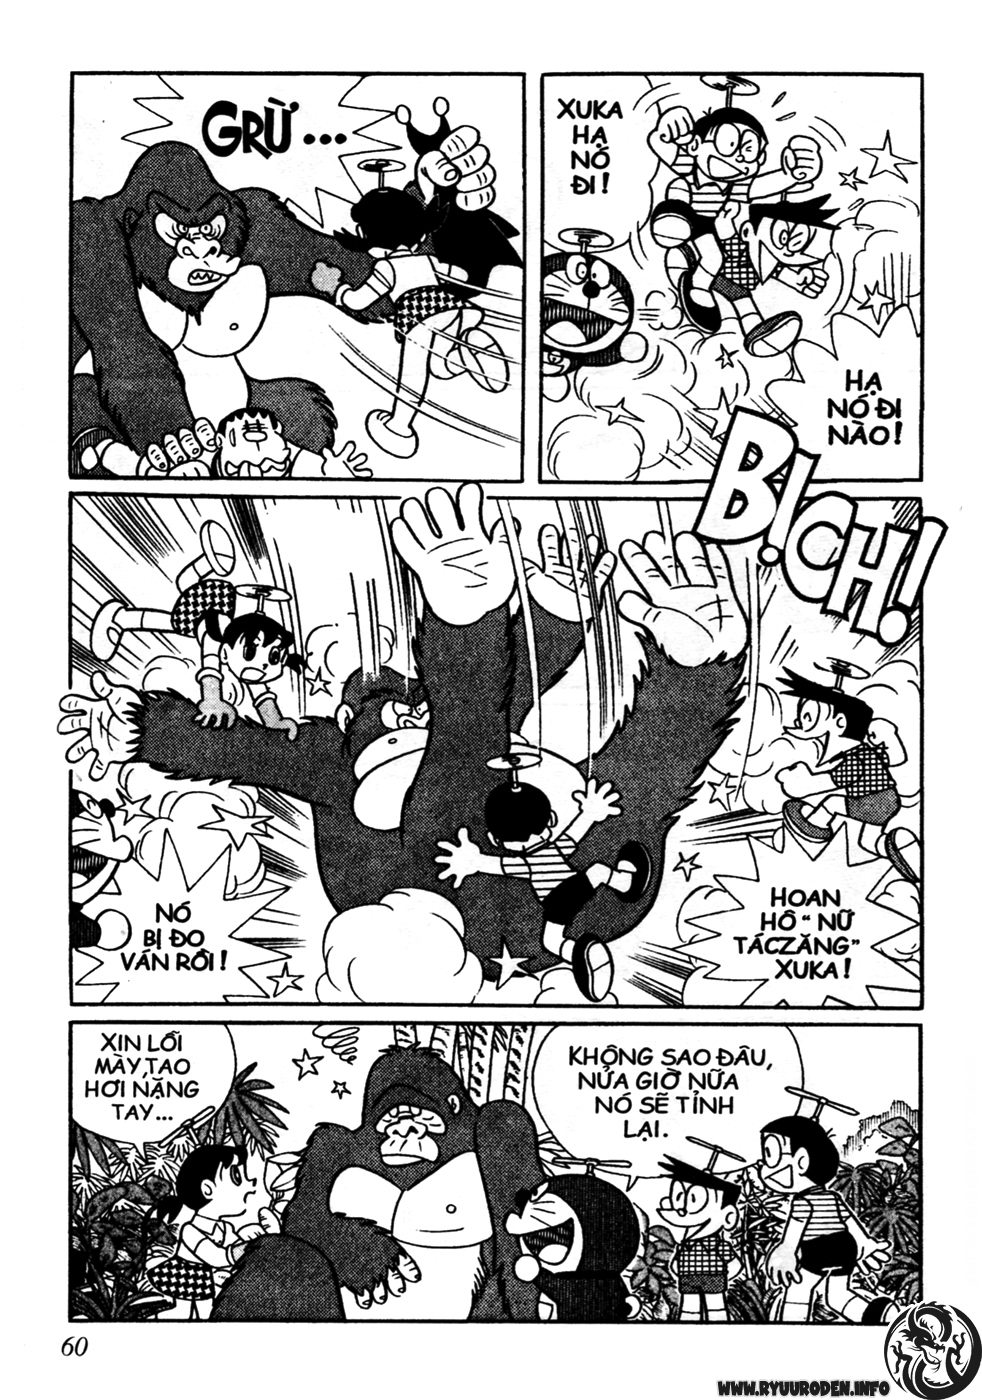 GRỪ...
XUKA
HẠ
NÓ
ĐI!
HẠ
NÓ ĐI
NÀO!
BỊCH!
NÓ
BỊ ĐO
VÁN RỒI!
HOAN
HÔ "NỮ
TÁCZĂNG"
XUKA!
XIN LỖI
MÀY, TAO
HƠI NẶNG
TAY...
KHÔNG SAO ĐÂU,
NỬA GIỜ NỮA
NÓ SẼ TỈNH
LẠI.
60
WWW.RYUURODEN.INFO